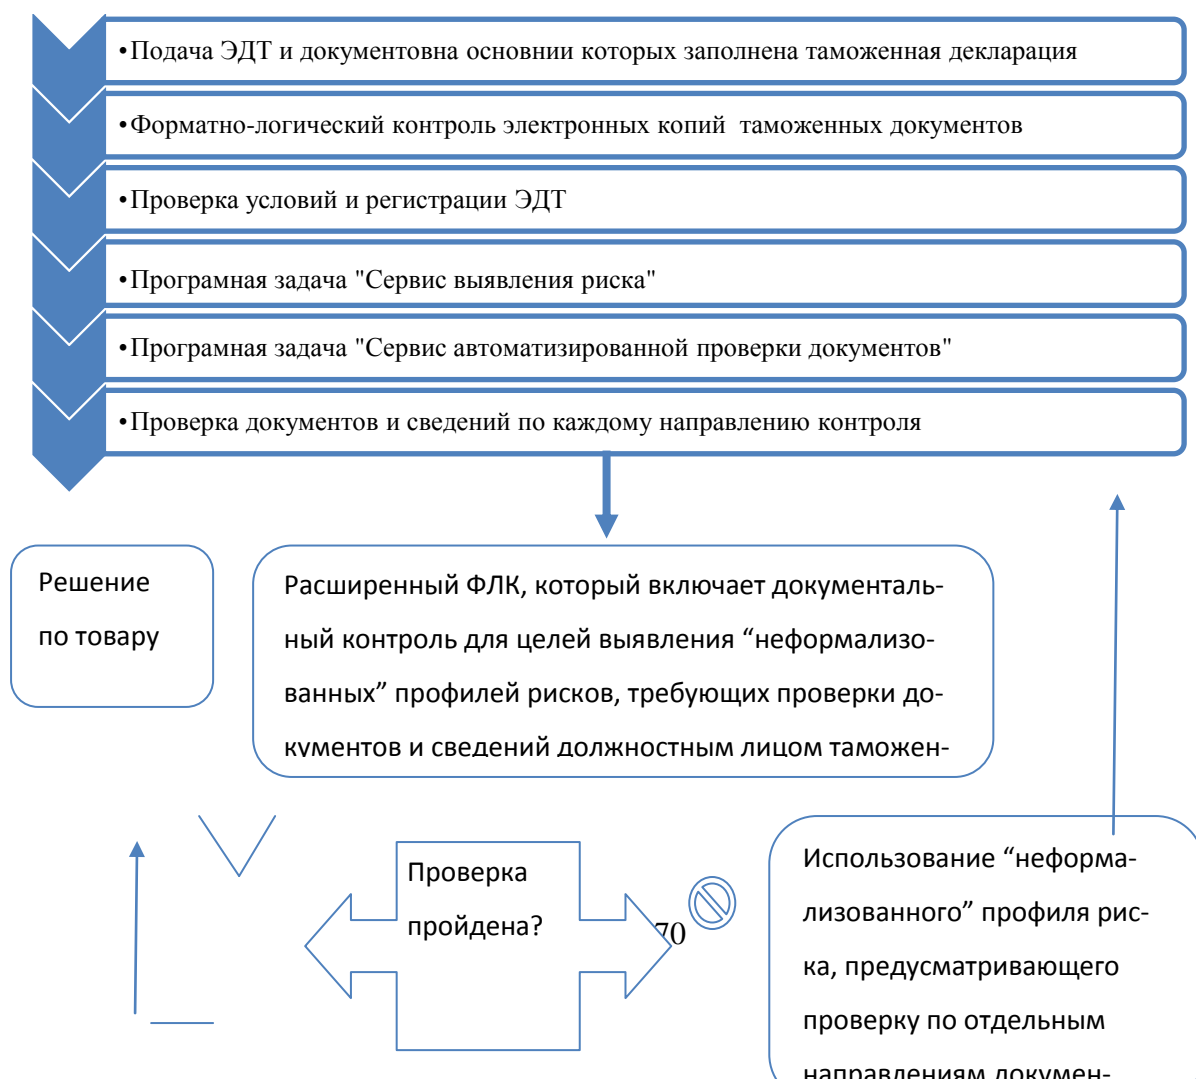 •Подача ЭДТ и документовна основнии которых заполнена таможенная декларация
•Форматно-логический контроль электронных копий таможенных документов
•Проверка условий и регистрации ЭДТ
•Програмная задача "Сервис выявления риска"
•Програмная задача "Сервис автоматизированной проверки документов"
•Проверка документов и сведений по каждому направлению контроля
Решение
по товару
Расширенный ФЛК, который включает документаль-
ный контроль для целей выявления “неформализо-
ванных” профилей рисков, требующих проверки до-
кументов и сведений должностным лицом таможен-
Проверка
пройдена?
70
Использование “неформа-
лизованного” профиля рис-
ка, предусматривающего
проверку по отдельным
направлениям докумен-